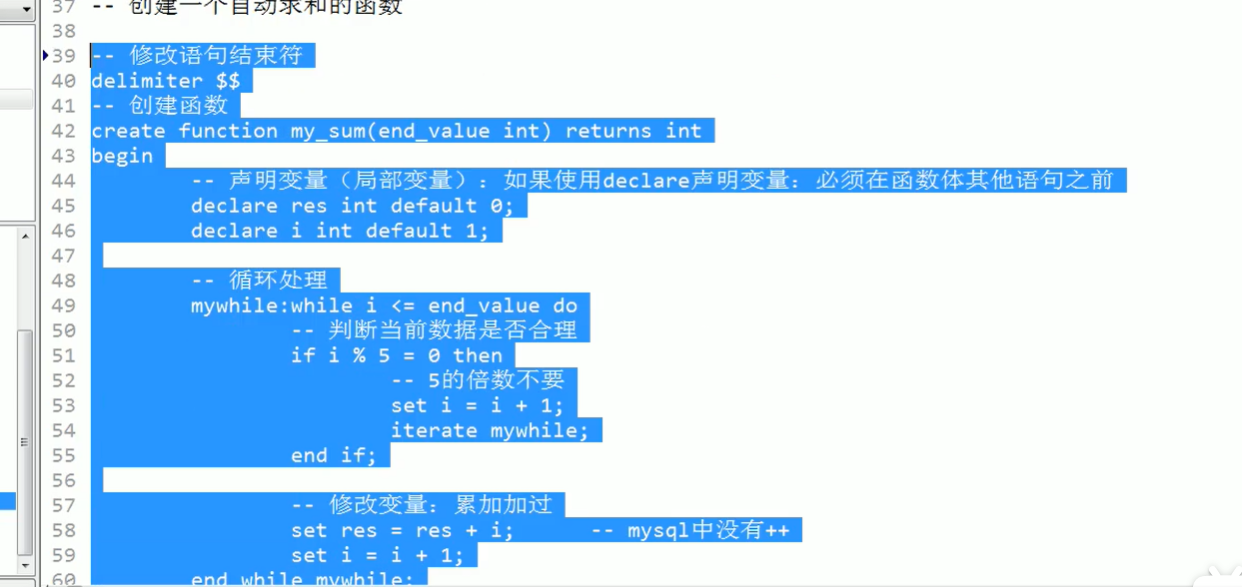 37 -- 创建一个自动求和的函数
38
39 -- 修改语句结束符
40 delimiter $$
41 -- 创建函数
42 create function my_sum(end_value int) returns int
43 begin
44 -- 声明变量（局部变量）：如果使用declare声明变量：必须在函数体其他语句之前
45 declare res int default 0;
46 declare i int default 1;
47
48 -- 循环处理
49 mywhile:while i <= end_value do
50 -- 判断当前数据是否合理
51 if i % 5 = 0 then
52 -- 5的倍数不要
53 set i = i + 1;
54 iterate mywhile;
55 end if;
56
57 -- 修改变量：累加加过
58 set res = res + i; -- mysql中没有++
59 set i = i + 1;
60 end while mywhile;